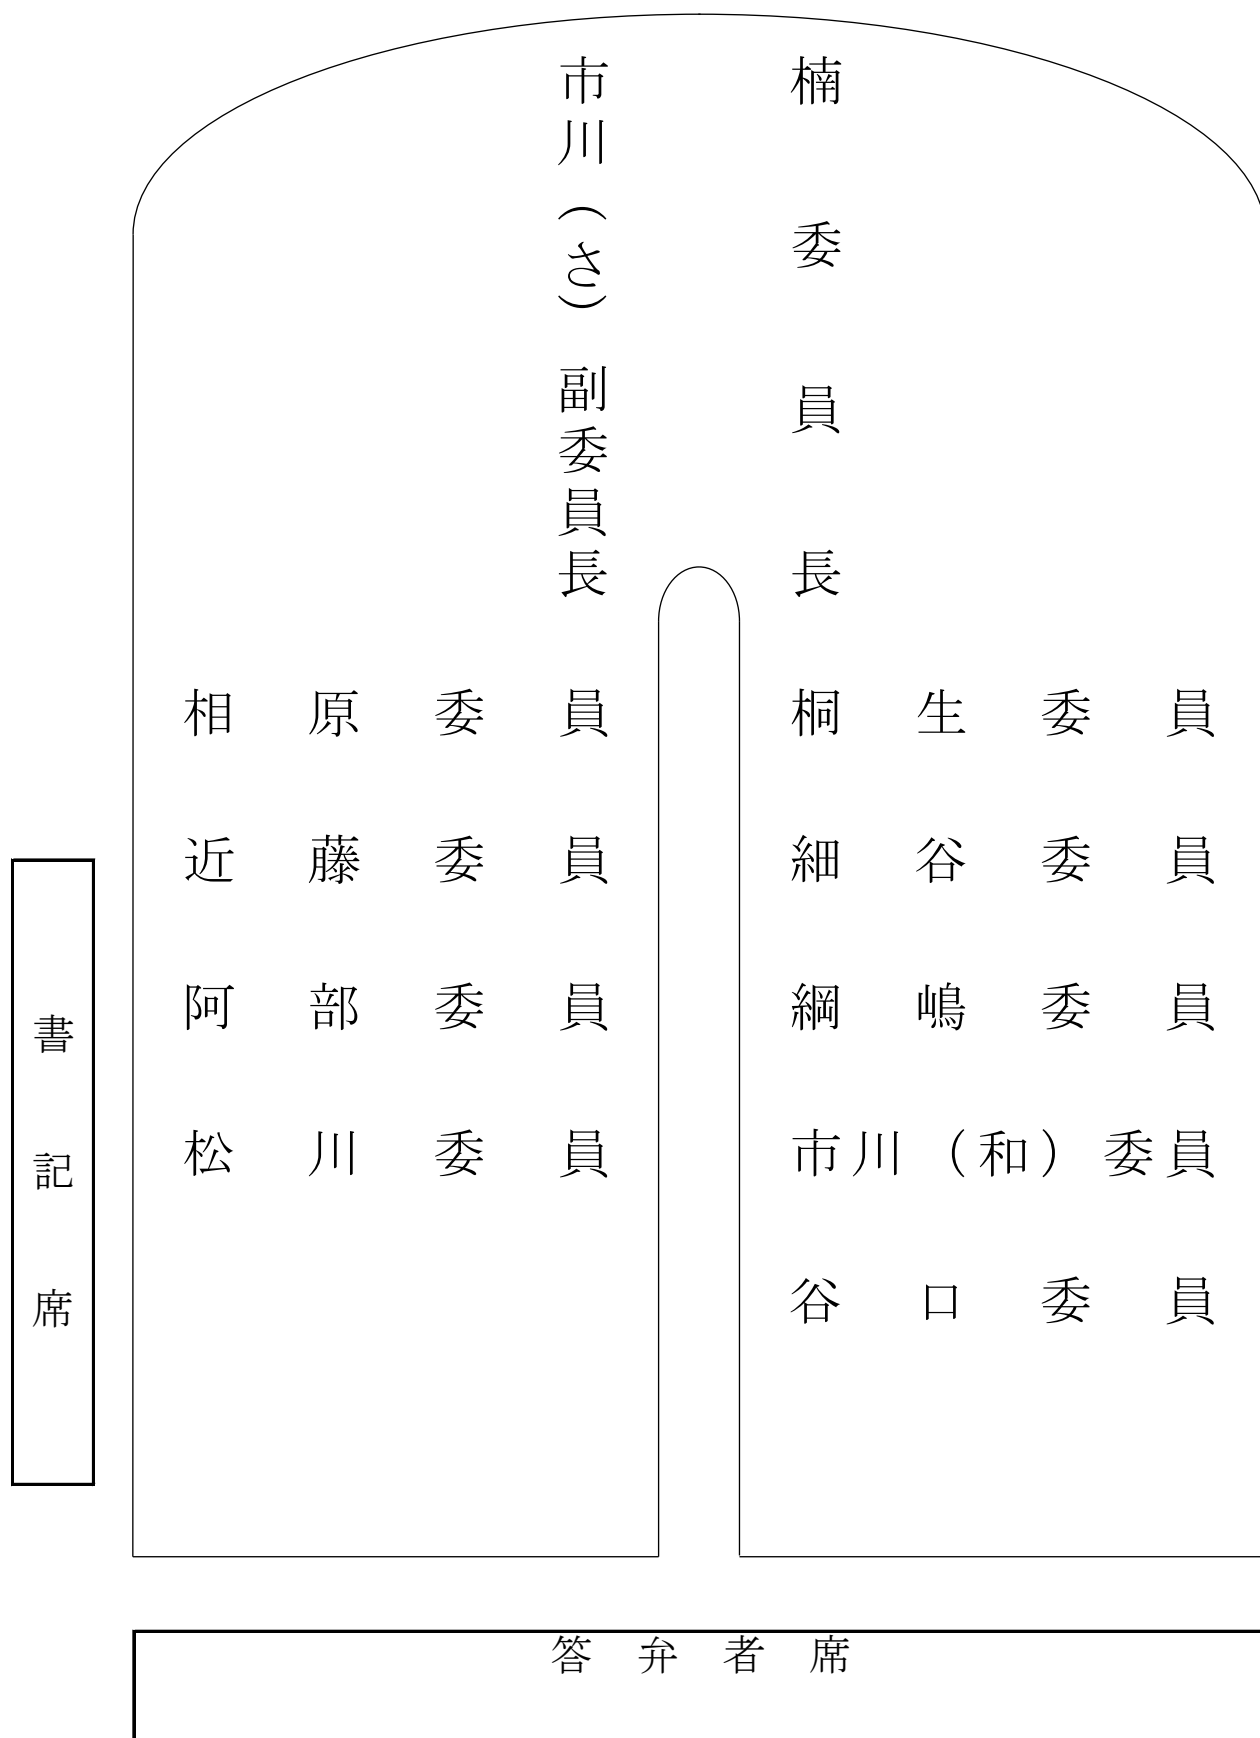 楠委員長
市川（さ）副委員長
相原委員
桐生委員
近藤委員
細谷委員
阿部委員
綱嶋委員
松川委員
市川（和）委員
谷口委員
書記席
答弁者席